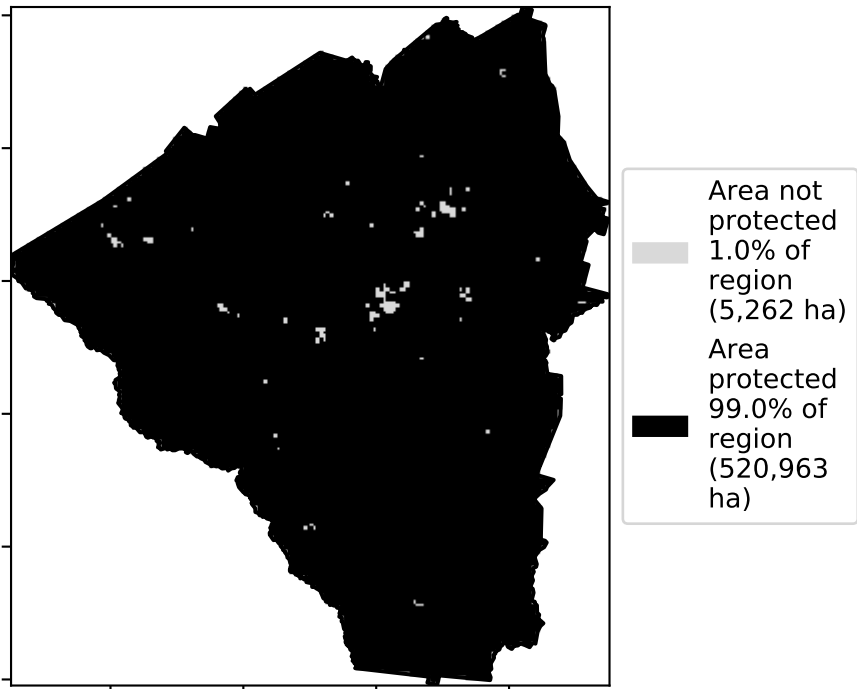 Area not
protected
1.0% of
region
(5,262 ha)
Area
protected
99.0% of
region
(520,963
ha)